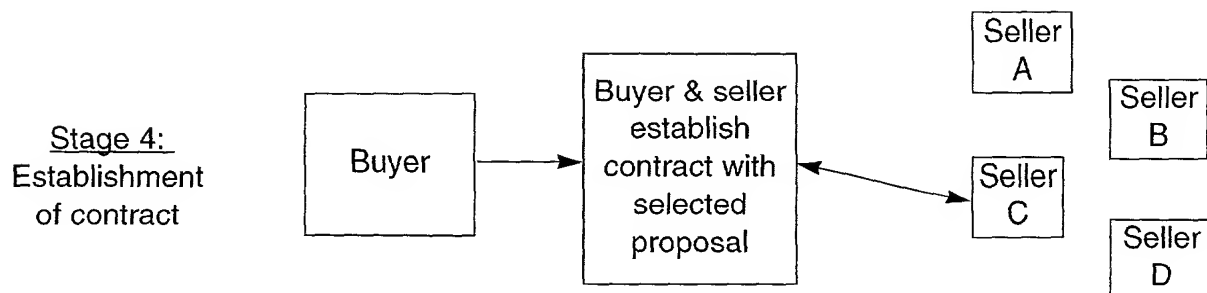 Stage 4:
Establishment
of contract
Buyer
Buyer & seller
establish
contract with
selected
proposal
Seller
A
Seller
B
Seller
C
Seller
D